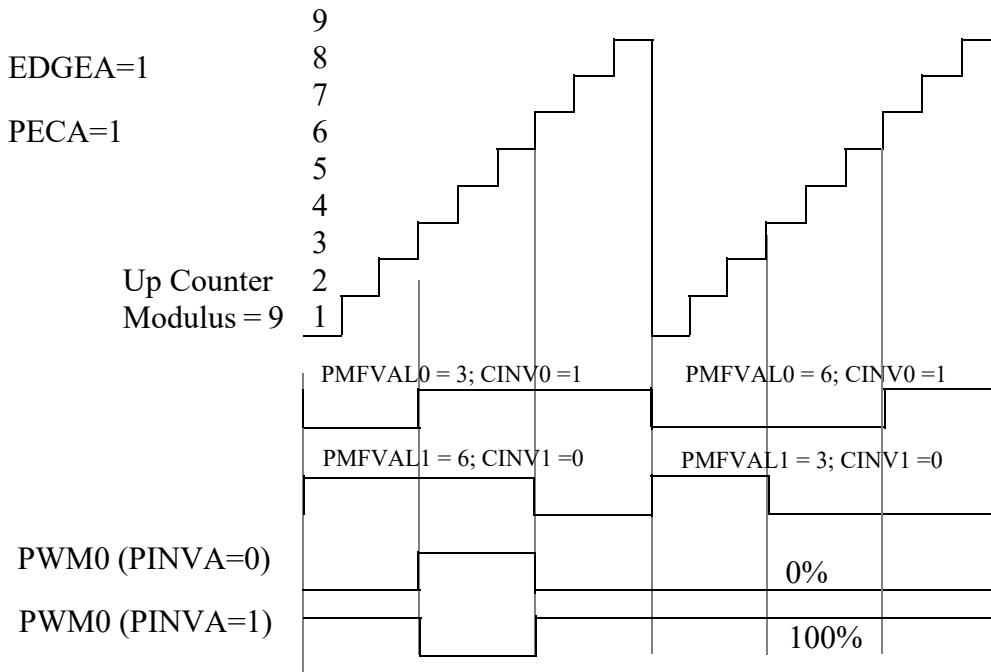 9
EDGEA=1
8
7
PECA=1
6
5
4
3
Up Counter 2
Modulus = 9 1
PMFVAL0 = 3; CINV0 =1
PMFVAL0 = 6; CINV0 =1
PMFVAL1 = 6; CINV1 =0
PMFVAL1 = 3; CINV1 =0
PWM0 (PINVA=0)
0%
PWM0 (PINVA=1)
100%